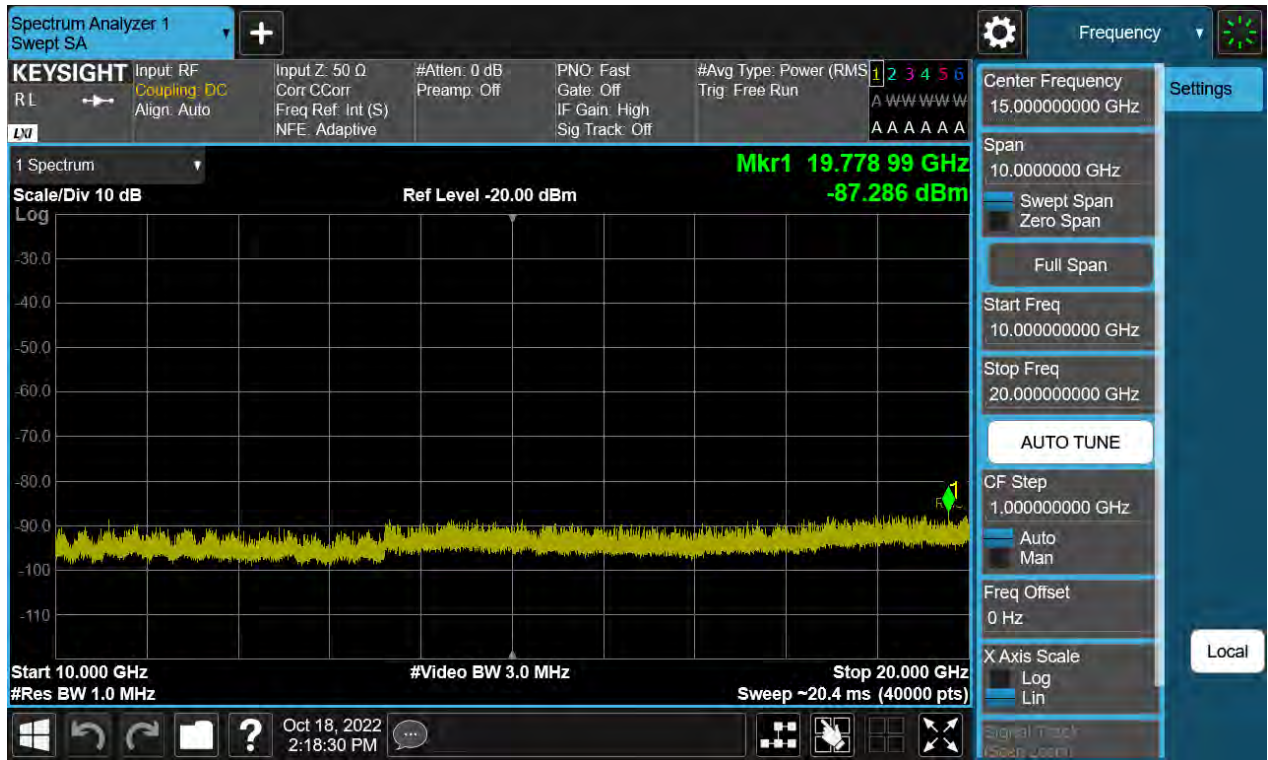 Spectrum Analyzer 1
Swept SA
+
Frequency
KEYSIGHT
RL
LXI
Input: RF
Coupling: DC
Align: Auto
Input Z: 50 Ω
Corr CCorr
Freq Ref: Int (S)
NFE: Adaptive
#Atten: 0 dB
Preamp: Off
PNO: Fast
Gate: Off
IF Gain: High
Sig Track: Off
#Avg Type: Power (RMS
Trig: Free Run
1 2 3 4 5 6
A W W W W W
A A A A A A
1 Spectrum
Scale/Div 10 dB
Ref Level -20.00 dBm
Mkr1 19.778 99 GHz
-87.286 dBm
Log
-30.0
-40.0
-50.0
-60.0
-70.0
-80.0
-90.0
-100
-110
1
Start 10.000 GHz
#Video BW 3.0 MHz
Stop 20.000 GHz
#Res BW 1.0 MHz
Sweep ~20.4 ms (40000 pts)
?
Oct 18, 2022
2:18:30 PM
Center Frequency
15.000000000 GHz
Span
10.0000000 GHz
Swept Span
Zero Span
Full Span
Start Freq
10.000000000 GHz
Stop Freq
20.000000000 GHz
AUTO TUNE
CF Step
1.000000000 GHz
Auto
Man
Freq Offset
0 Hz
X Axis Scale
Log
Lin
Signal Track
(Span Zoom)
Settings
Local